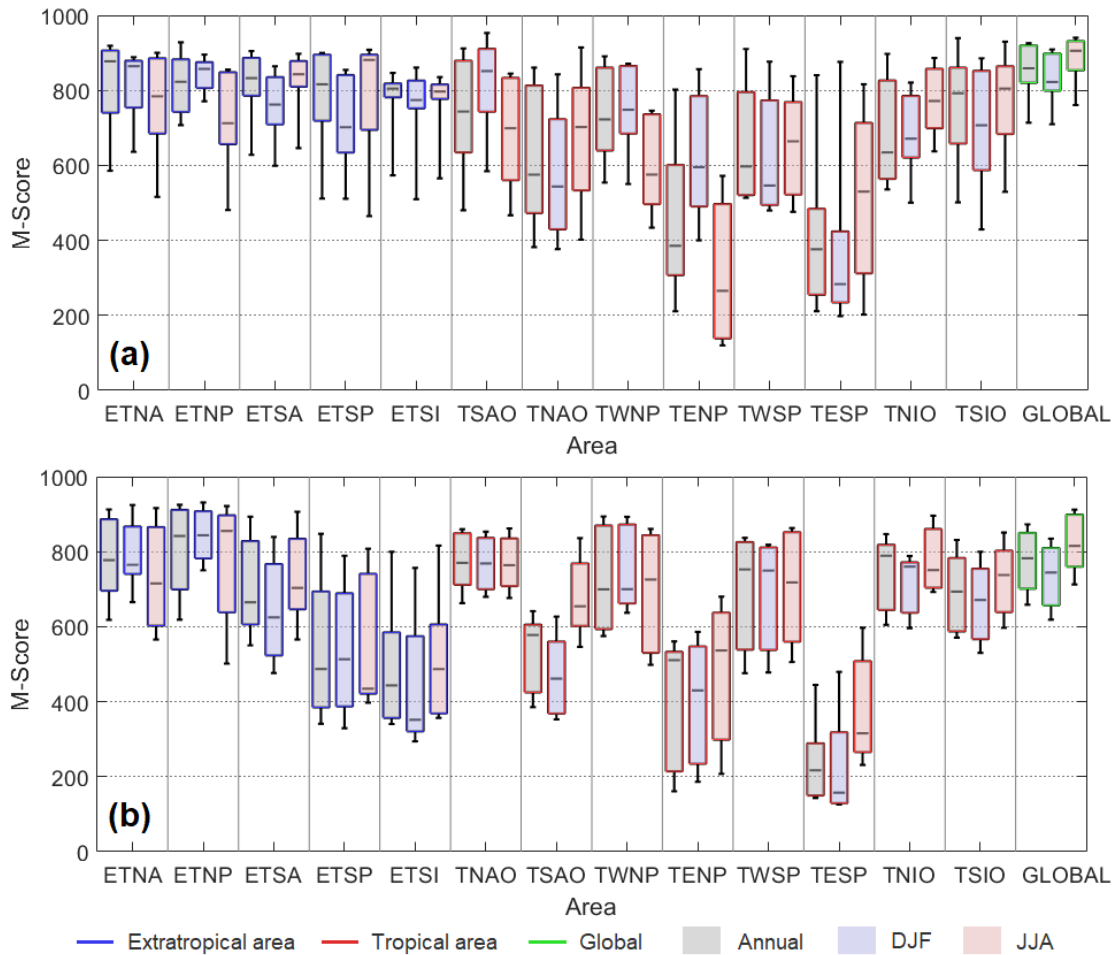 1000
800
600
400
200
0
M-Score
(a)
ETNA ETNP ETSA ETSP ETSI TSAO TNAO TWNP TENP TWSP TESP TNIO TSIO GLOBAL
Area
1000
800
600
400
200
0
M-Score
(b)
ETNA ETNP ETSA ETSP ETSI TNAO TSAO TWNP TENP TWSP TESP TNIO TSIO GLOBAL
Area
Extratropical area Tropical area Global Annual DJF JJA